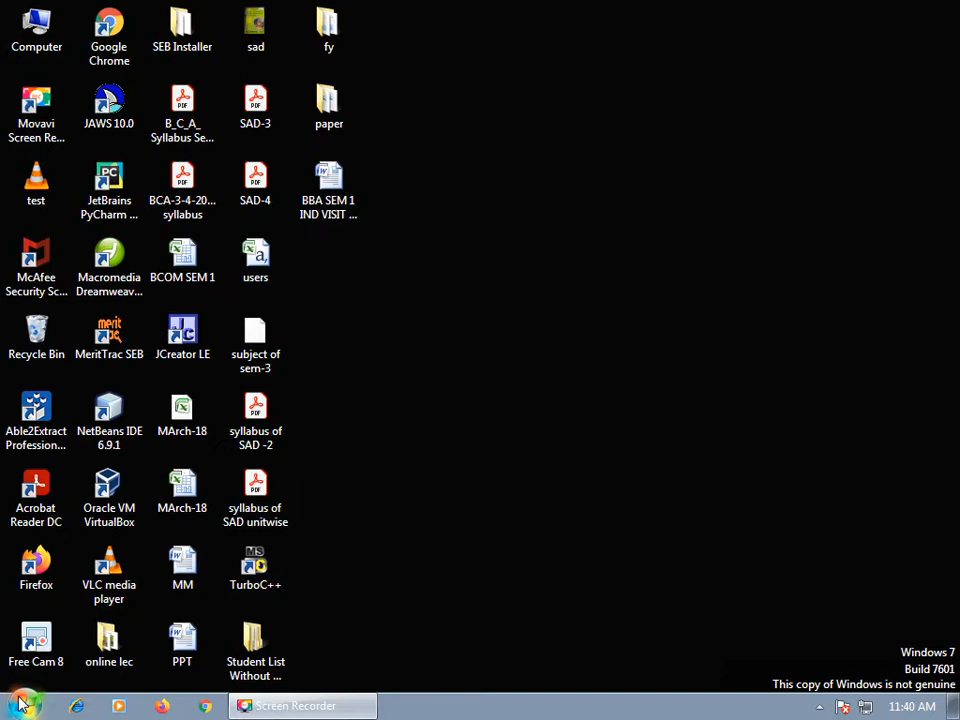 Computer
Google
Chrome
SEB Installer
sad
fy
Movavi
Screen Re...
JAWS 10.0
B_C_A_
Syllabus Se...
SAD-3
paper
test
JetBrains
PyCharm ...
BCA-3-4-20...
syllabus
SAD-4
BBA SEM 1
IND VISIT ...
McAfee
Security Sc...
Macromedia
Dreamweav...
BCOM SEM 1
users
Recycle Bin
MeritTrac SEB
JCreator LE
subject of
sem-3
Able2Extract
Profession...
NetBeans IDE
6.9.1
MArch-18
syllabus of
SAD -2
Acrobat
Reader DC
Oracle VM
VirtualBox
MArch-18
syllabus of
SAD unitwise
Firefox
VLC media
player
MM
TurboC++
Free Cam 8
online lec
PPT
Student List
Without ...
Windows 7
Build 7601
This copy of Windows is not genuine
Screen Recorder
11:40 AM